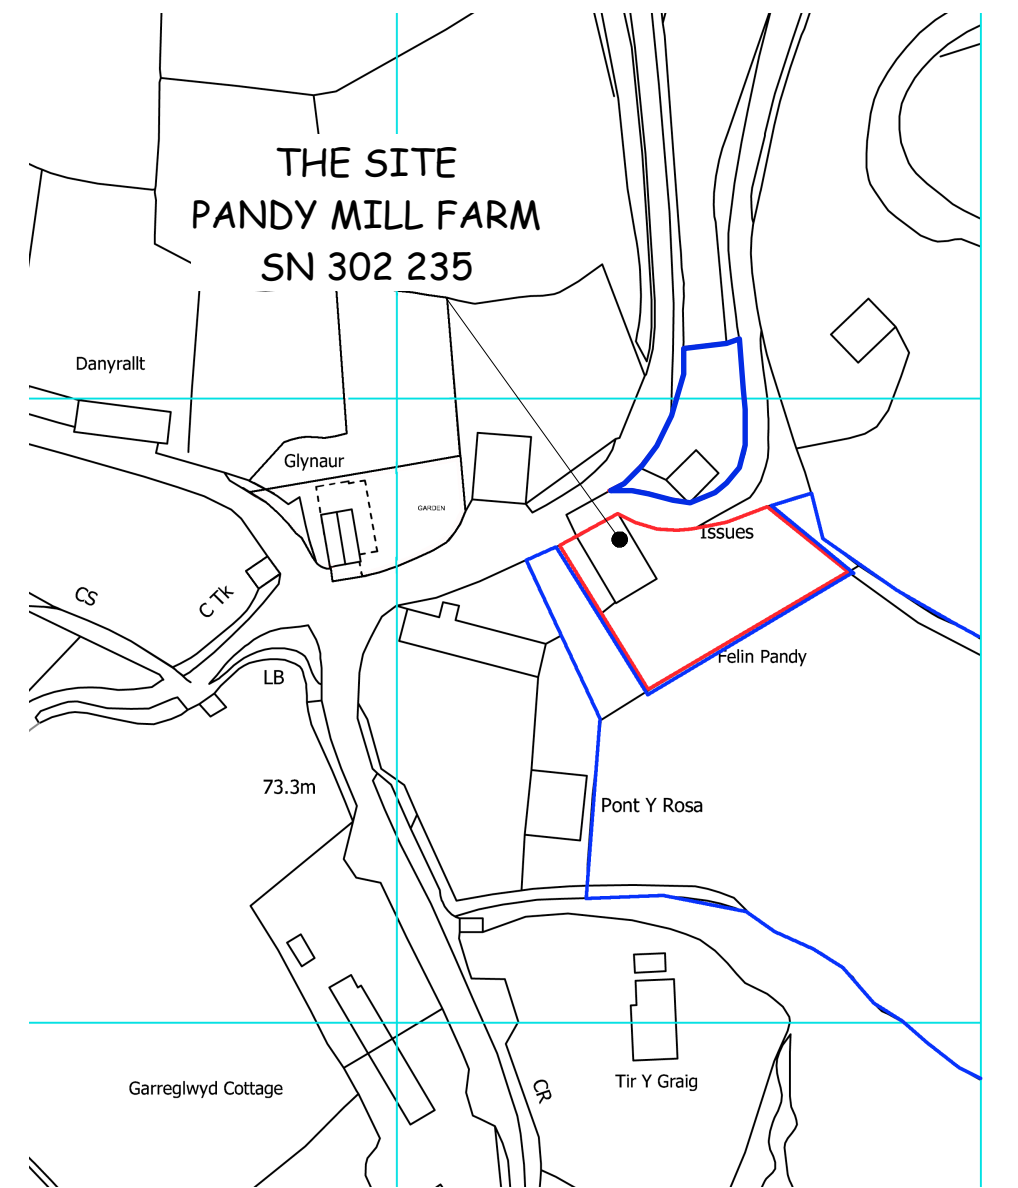 THE SITE
PANDY MILL FARM
SN 302 235
Danyrallt
Glynaur
GARDEN
Issues
CS
C Tk
Felin Pandy
LB
73.3m
Pont Y Rosa
Tir Y Graig
Garreglwyd Cottage
CR